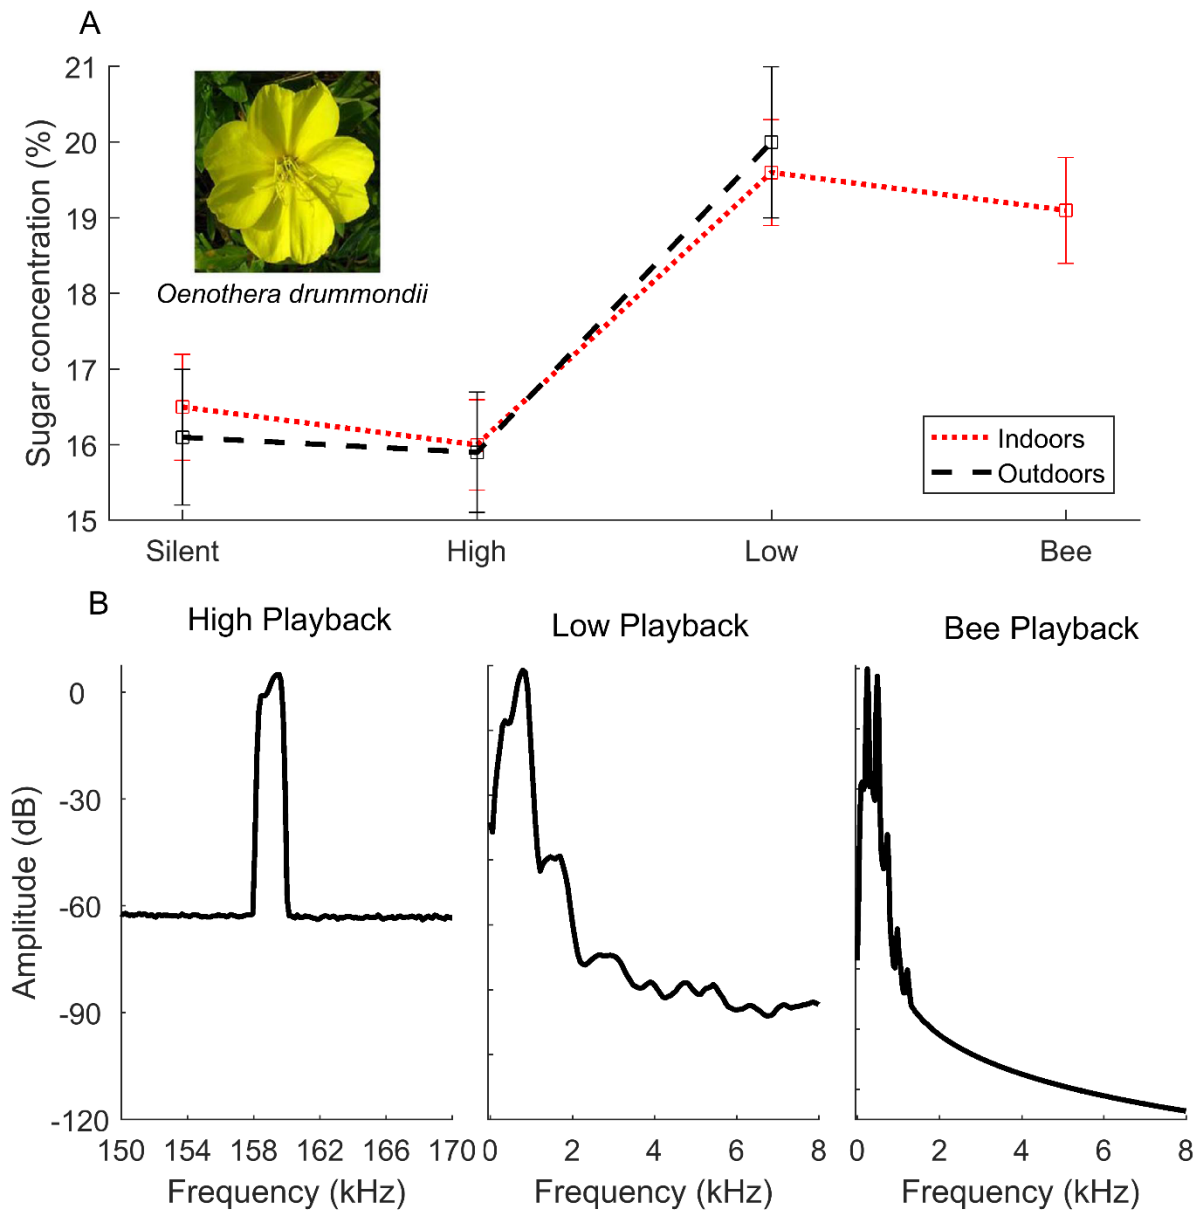 A
21
20
19
18
17
16
15
Sugar concentration (%)
Oenothera drummondii
Indoors
Outdoors
Silent High Low Bee
B
High Playback Low Playback Bee Playback
0
-30
-60
-90
-120
Amplitude (dB)
150 154 158 162 166 170 0 2 4 6 8 0 2 4 6 8
Frequency (kHz) Frequency (kHz) Frequency (kHz)